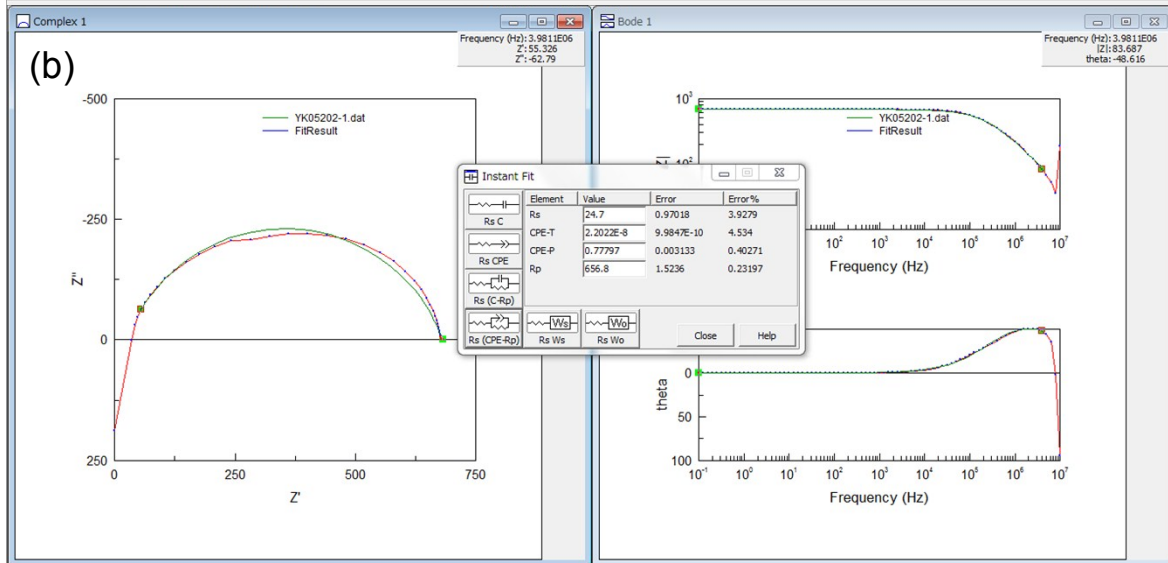 Complex 1
(b)
Frequency (Hz): 3.9811E06
Z': 55.326
Z'': -62.79
-500
-250
0
250
Z''
YK05202-1.dat
FitResult
0
250
500
750
Z'
Instant Fit
Element Value Error Error%
Rs 24.7 0.97018 3.9279
CPE-T 2.2022E-8 9.9847E-10 4.534
CPE-P 0.77797 0.003133 0.40271
Rp 656.8 1.5236 0.23197
Rs C
Rs CPE
Rs (C-Rp)
Rs (CPE-Rp)
Rs Ws
Rs Wo
Close
Help
Bode 1
Frequency (Hz): 3.9811E06
|Z|: 83.687
theta: -48.616
10³
10²
YK05202-1.dat
FitResult
10² 10³ 10⁴ 10⁵ 10⁶ 10⁷
Frequency (Hz)
0
50
100
theta
10⁻¹ 10⁰ 10¹ 10² 10³ 10⁴ 10⁵ 10⁶ 10⁷
Frequency (Hz)